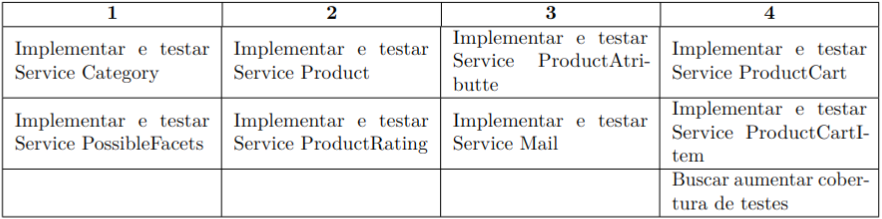 1 2 3 4
Implementar e testar
Service Category
Implementar e testar
Service Product
Implementar e testar
Service ProductAtri-
butte
Implementar e testar
Service ProductCart
Implementar e testar
Service PossibleFacets
Implementar e testar
Service ProductRating
Implementar e testar
Service Mail
Implementar e testar
Service ProductCartI-
tem
Buscar aumentar cober-
tura de testes